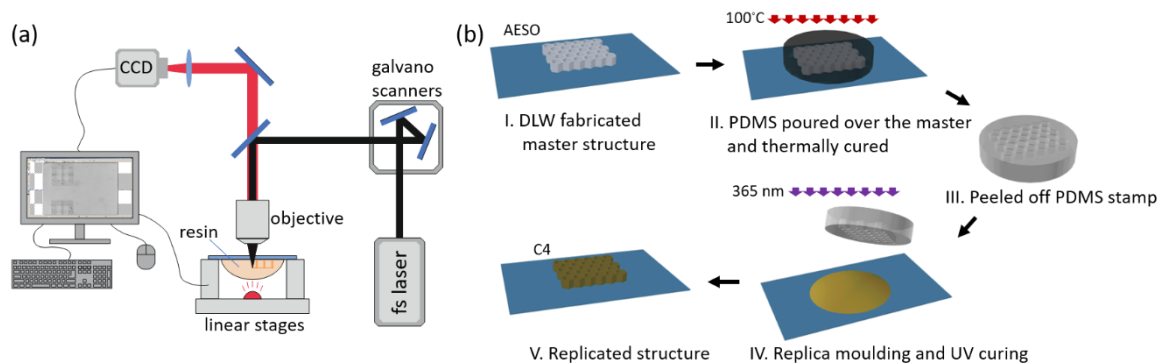 (a)
CCD
galvano
scanners
objective
resin
fs laser
linear stages
(b)
AESO
I. DLW fabricated
master structure
100°C
II. PDMS poured over the master
and thermally cured
III. Peeled off PDMS stamp
365 nm
IV. Replica moulding and UV curing
C4
V. Replicated structure